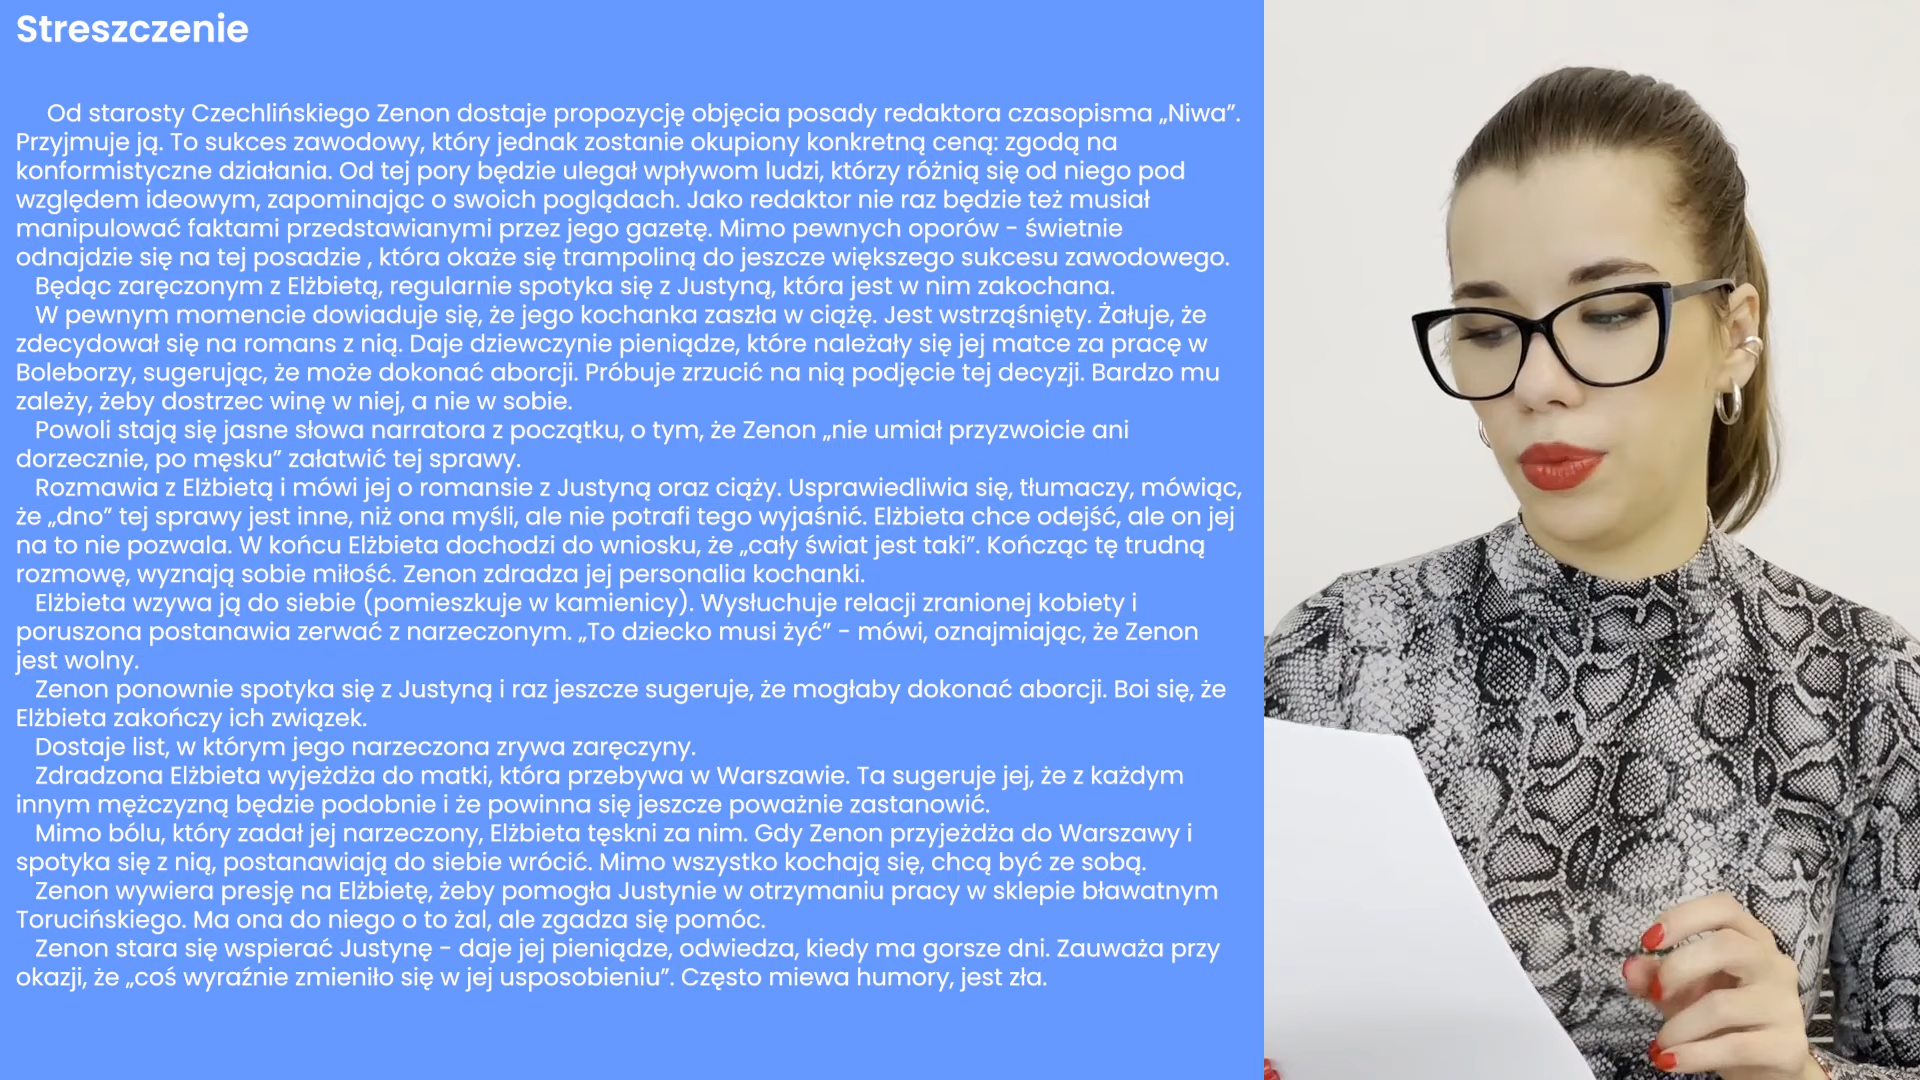 Streszczenie
Od starosty Czechlińskiego Zenon dostaje propozycję objęcia posady redaktora czasopisma „Niwa”.
Przyjmuje ją. To sukces zawodowy, który jednak zostanie okupiony konkretną ceną: zgodą na
konformistyczne działania. Od tej pory będzie ulegał wpływom ludzi, którzy różnią się od niego pod
względem ideowym, zapominając o swoich poglądach. Jako redaktor nie raz będzie też musiał
manipulować faktami przedstawianymi przez jego gazetę. Mimo pewnych oporów - świetnie
odnajdzie się na tej posadzie , która okaże się trampoliną do jeszcze większego sukcesu zawodowego.
Będąc zaręczonym z Elżbietą, regularnie spotyka się z Justyną, która jest w nim zakochana.
W pewnym momencie dowiaduje się, że jego kochanka zaszła w ciążę. Jest wstrząśnięty. Żałuje, że
zdecydował się na romans z nią. Daje dziewczynie pieniądze, które należały się jej matce za pracę w
Boleborzy, sugerując, że może dokonać aborcji. Próbuje zrzucić na nią podjęcie tej decyzji. Bardzo mu
zależy, żeby dostrzec winę w niej, a nie w sobie.
Powoli stają się jasne słowa narratora z początku, o tym, że Zenon „nie umiał przyzwoicie ani
dorzecznie, po męsku” załatwić tej sprawy.
Rozmawia z Elżbietą i mówi jej o romansie z Justyną oraz ciąży. Usprawiedliwia się, tłumaczy, mówiąc,
że „dno” tej sprawy jest inne, niż ona myśli, ale nie potrafi tego wyjaśnić. Elżbieta chce odejść, ale on jej
na to nie pozwala. W końcu Elżbieta dochodzi do wniosku, że „cały świat jest taki”. Kończąc tę trudną
rozmowę, wyznają sobie miłość. Zenon zdradza jej personalia kochanki.
Elżbieta wzywa ją do siebie (pomieszkuje w kamienicy). Wysłuchuje relacji zranionej kobiety i
poruszona postanawia zerwać z narzeczonym. „To dziecko musi żyć” - mówi, oznajmiając, że Zenon
jest wolny.
Zenon ponownie spotyka się z Justyną i raz jeszcze sugeruje, że mogłaby dokonać aborcji. Boi się, że
Elżbieta zakończy ich związek.
Dostaje list, w którym jego narzeczona zrywa zaręczyny.
Zdradzona Elżbieta wyjeżdża do matki, która przebywa w Warszawie. Ta sugeruje jej, że z każdym
innym mężczyzną będzie podobnie i że powinna się jeszcze poważnie zastanowić.
Mimo bólu, który zadał jej narzeczony, Elżbieta tęskni za nim. Gdy Zenon przyjeżdża do Warszawy i
spotyka się z nią, postanawiają do siebie wrócić. Mimo wszystko kochają się, chcą być ze sobą.
Zenon wywiera presję na Elżbietę, żeby pomogła Justynie w otrzymaniu pracy w sklepie bławatnym
Torucińskiego. Ma ona do niego o to żal, ale zgadza się pomóc.
Zenon stara się wspierać Justynę - daje jej pieniądze, odwiedza, kiedy ma gorsze dni. Zauważa przy
okazji, że „coś wyraźnie zmieniło się w jej usposobieniu”. Często miewa humory, jest zła.